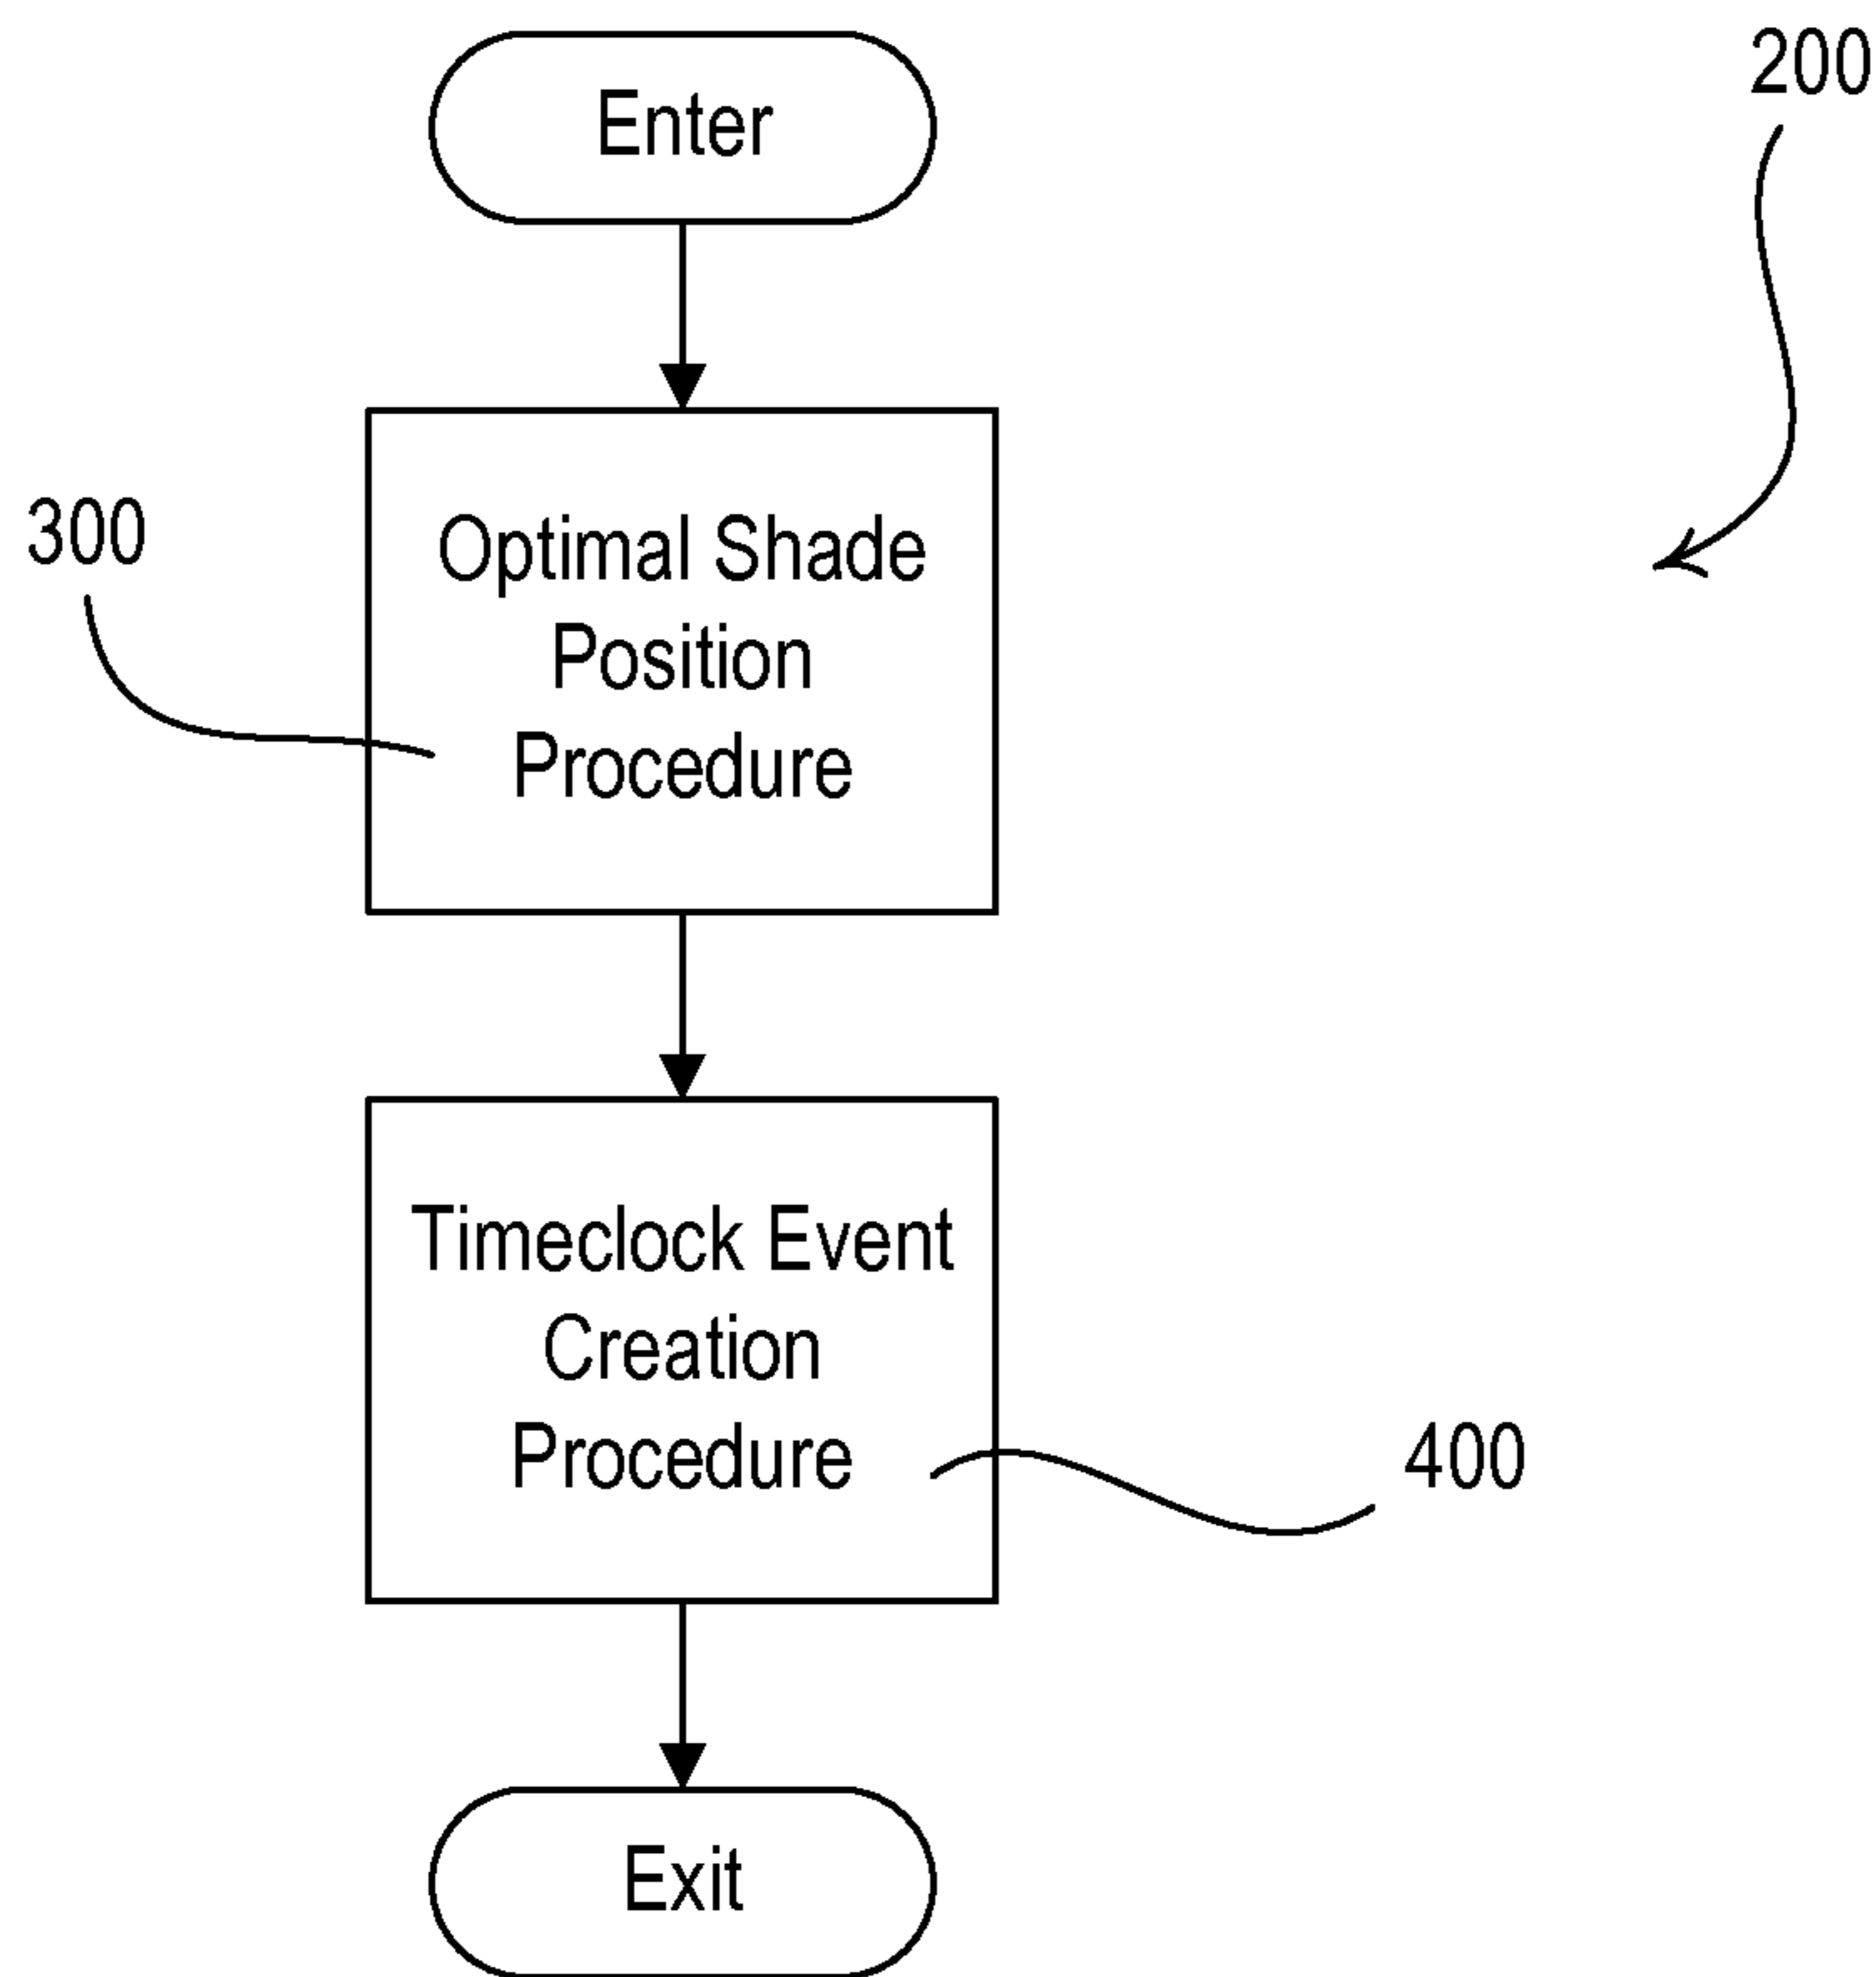 Enter
200
300
Optimal Shade
Position
Procedure
Timeclock Event
Creation
Procedure
400
Exit